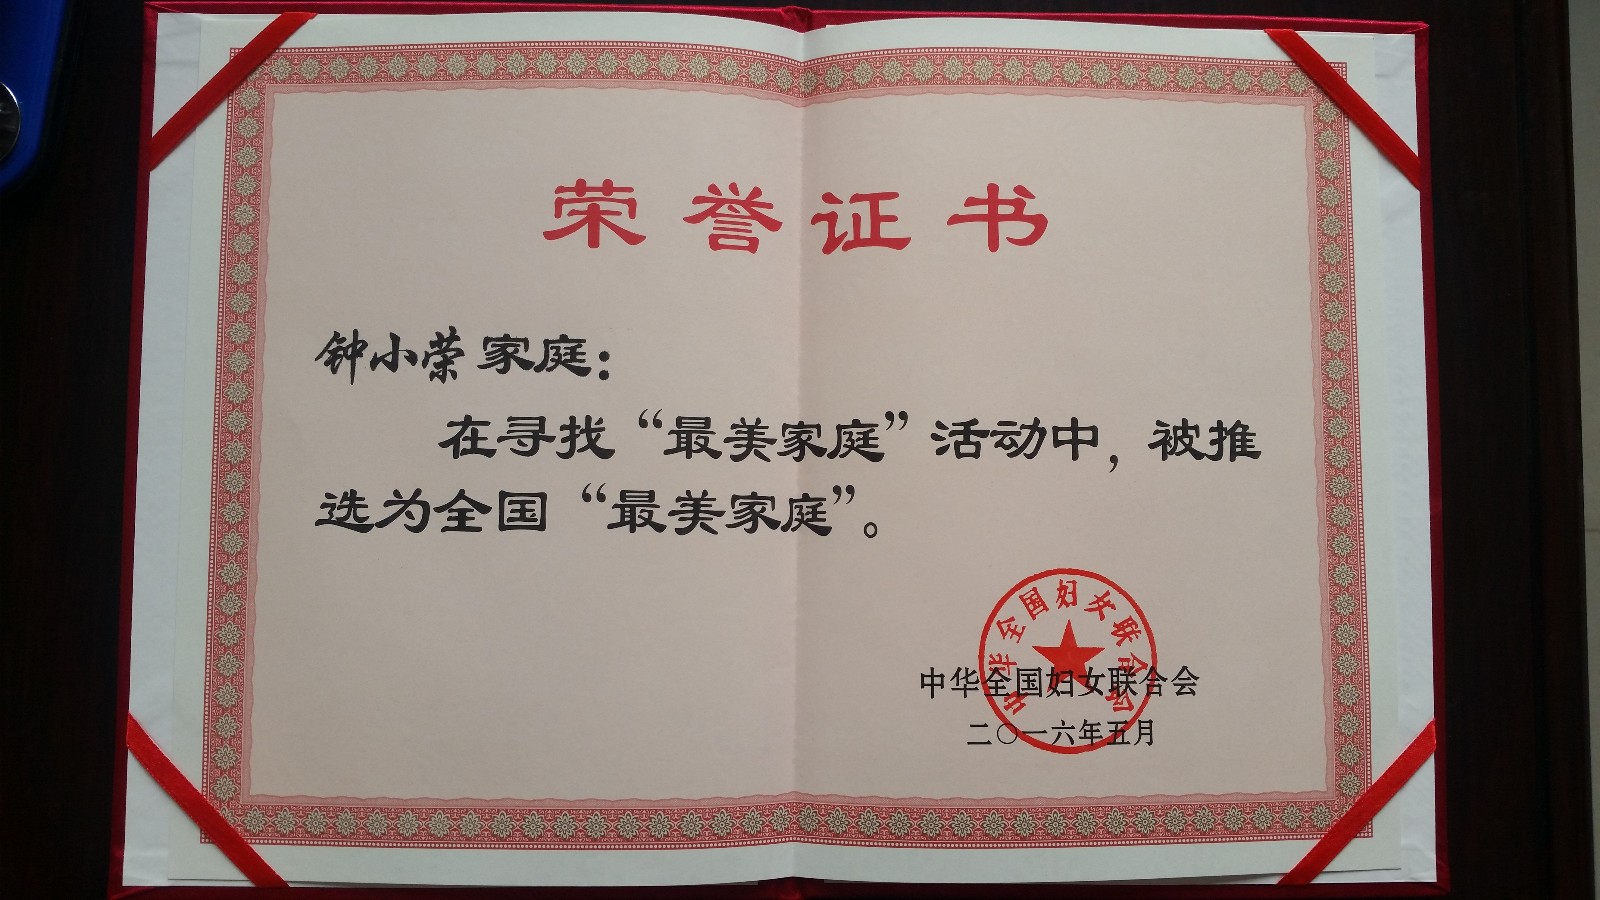 荣誉证书
钟小荣家庭：
在寻找“最美家庭”活动中，被推
选为全国“最美家庭”。
中华全国妇女联合会
中华全国妇女联合会
二〇一六年五月